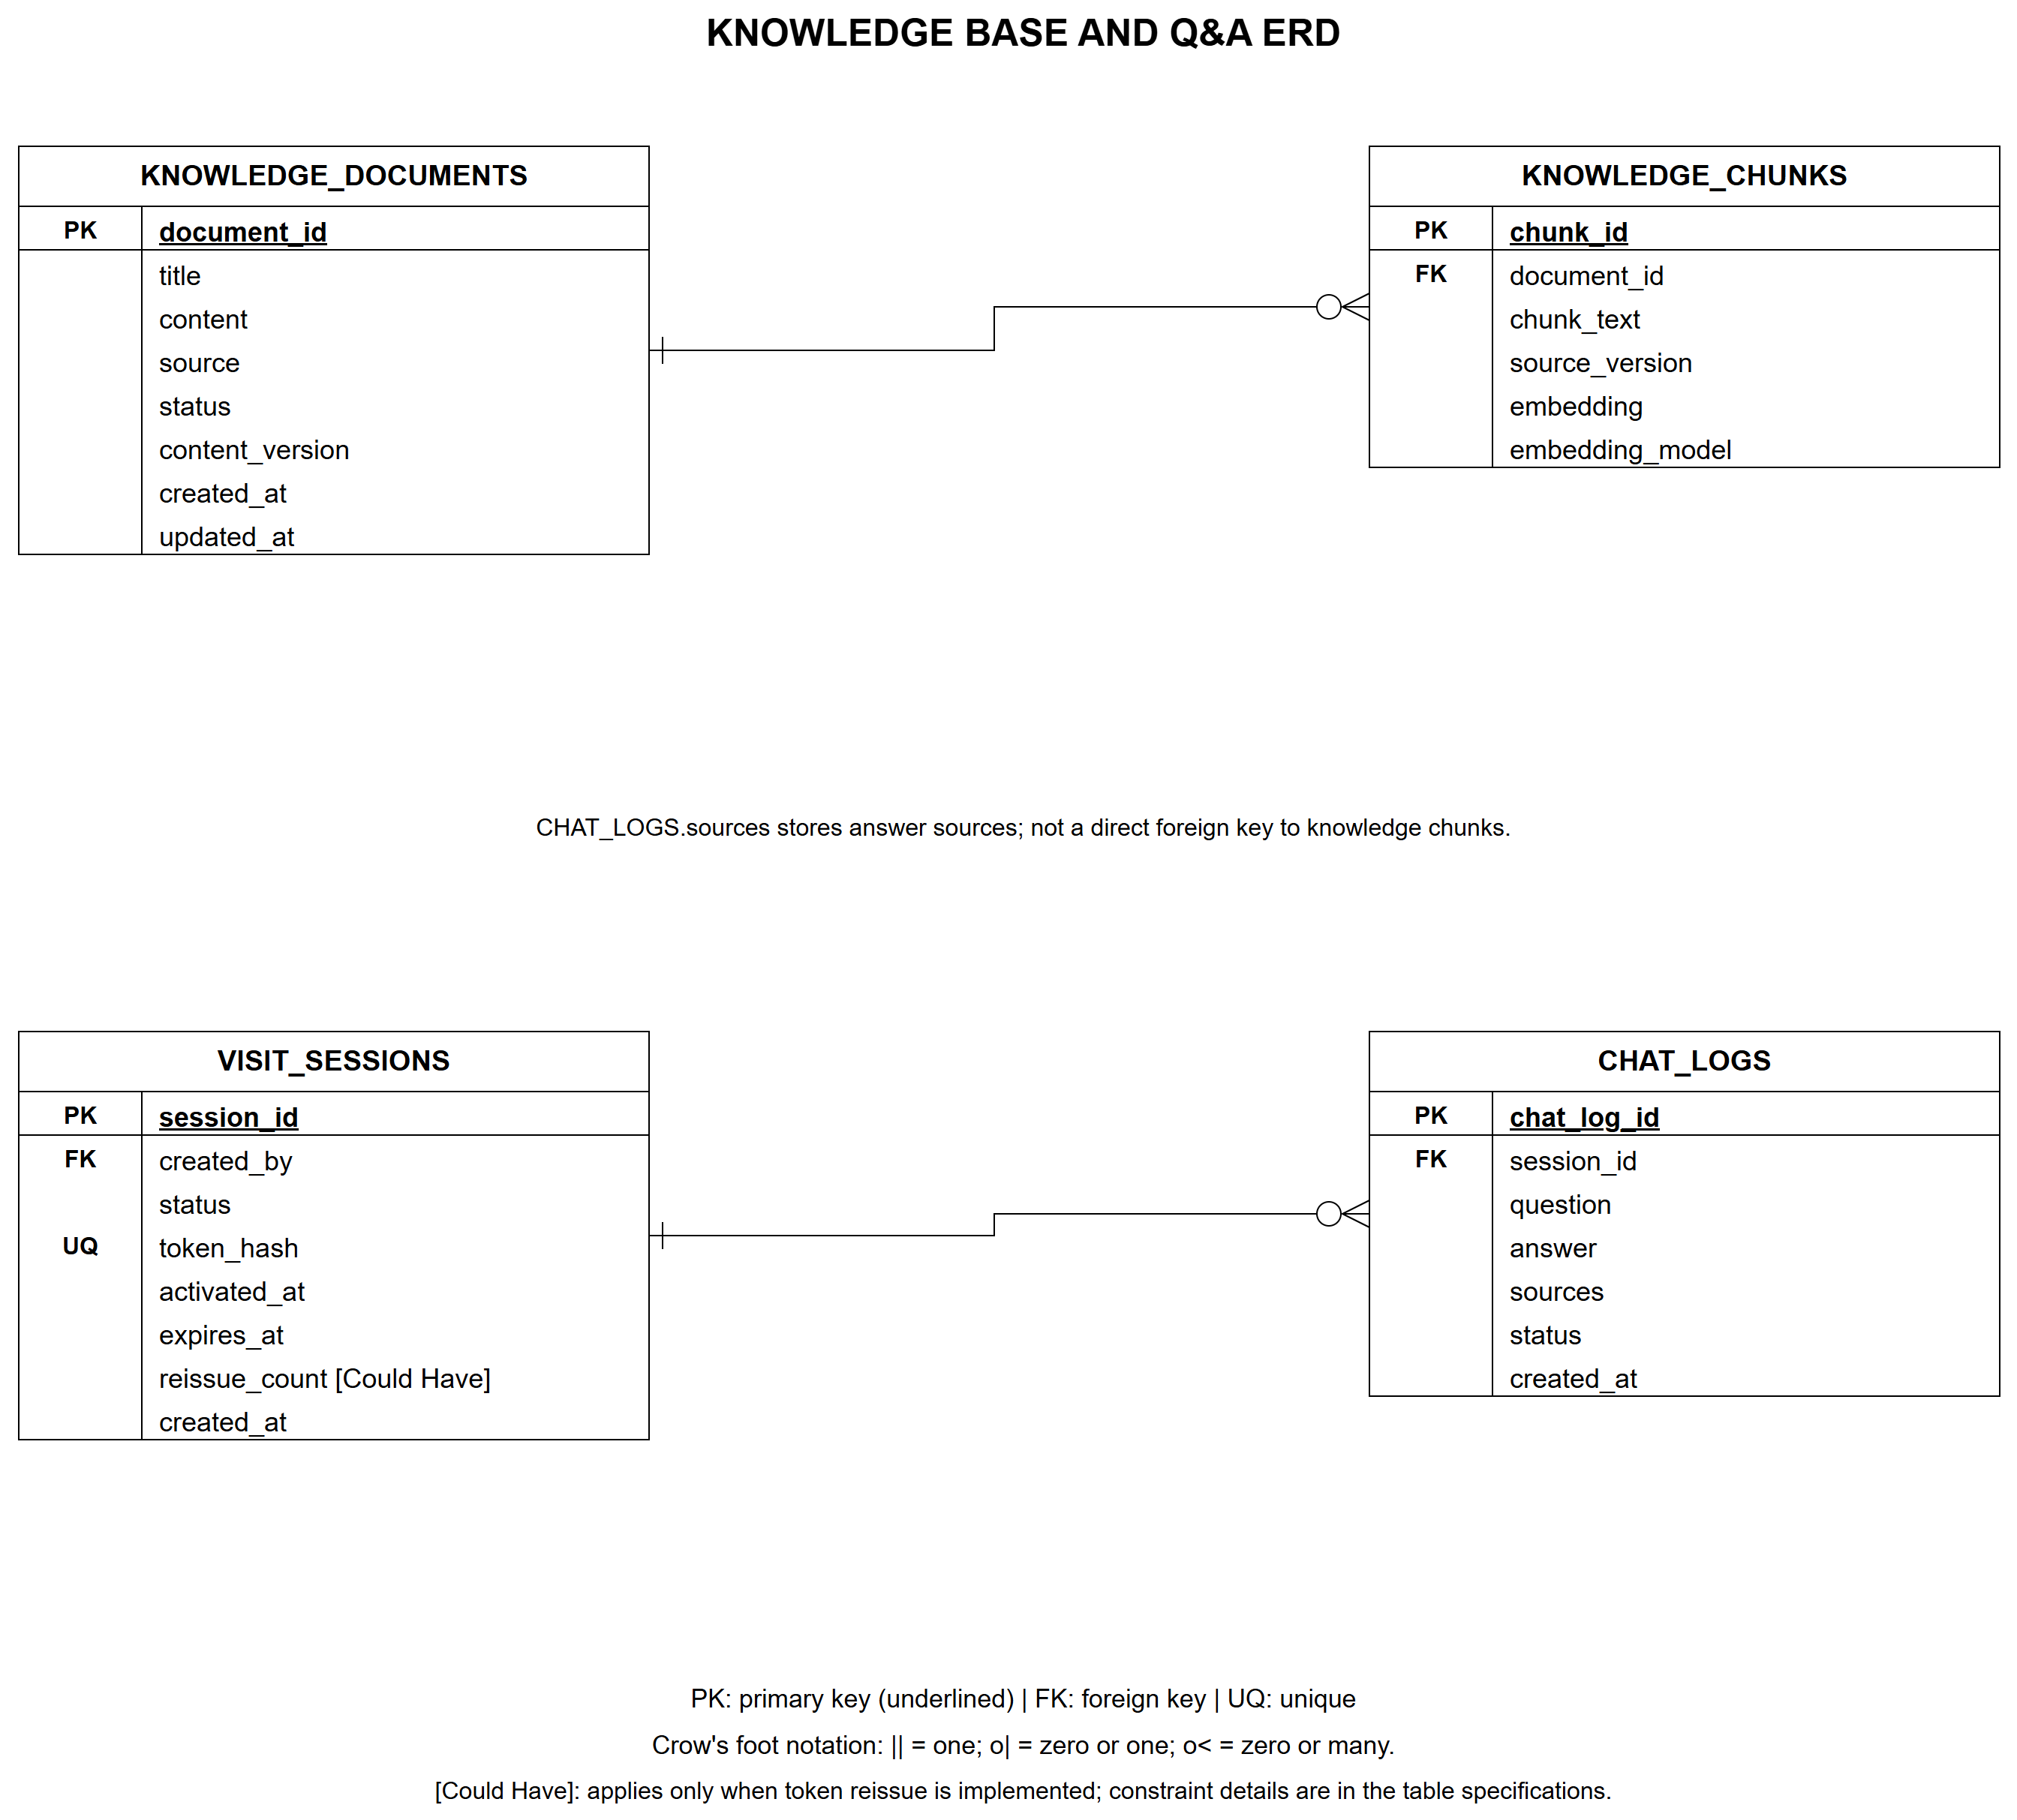 KNOWLEDGE BASE AND Q&A ERD
KNOWLEDGE_DOCUMENTS
PK document_id
title
content
source
status
content_version
created_at
updated_at
KNOWLEDGE_CHUNKS
PK chunk_id
FK document_id
chunk_text
source_version
embedding
embedding_model
CHAT_LOGS.sources stores answer sources; not a direct foreign key to knowledge chunks.
VISIT_SESSIONS
PK session_id
FK created_by
status
UQ token_hash
activated_at
expires_at
reissue_count [Could Have]
created_at
CHAT_LOGS
PK chat_log_id
FK session_id
question
answer
sources
status
created_at
PK: primary key (underlined) | FK: foreign key | UQ: unique
Crow's foot notation: || = one; o| = zero or one; o< = zero or many.
[Could Have]: applies only when token reissue is implemented; constraint details are in the table specifications.